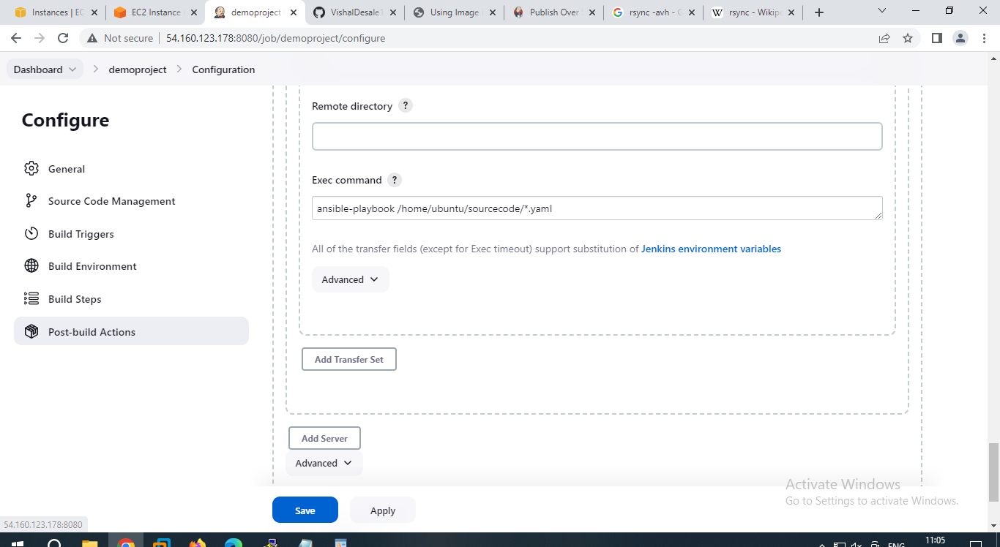 Instances | EC
EC2 Instance
demoproject
VishalDesale1
Using Image
Publish Over
rsync -avh - G
rsync - Wikipe
Not secure
54.160.123.178:8080/job/demoproject/configure
Dashboard
demoproject
Configuration
Configure
General
Source Code Management
Build Triggers
Build Environment
Build Steps
Post-build Actions
Remote directory ?
Exec command ?
ansible-playbook /home/ubuntu/sourcecode/*.yaml
All of the transfer fields (except for Exec timeout) support substitution of Jenkins environment variables
Advanced
Add Transfer Set
Add Server
Advanced
Save
Apply
Activate Windows
Go to Settings to activate Windows.
54.160.123.178:8080
ENG
11:05